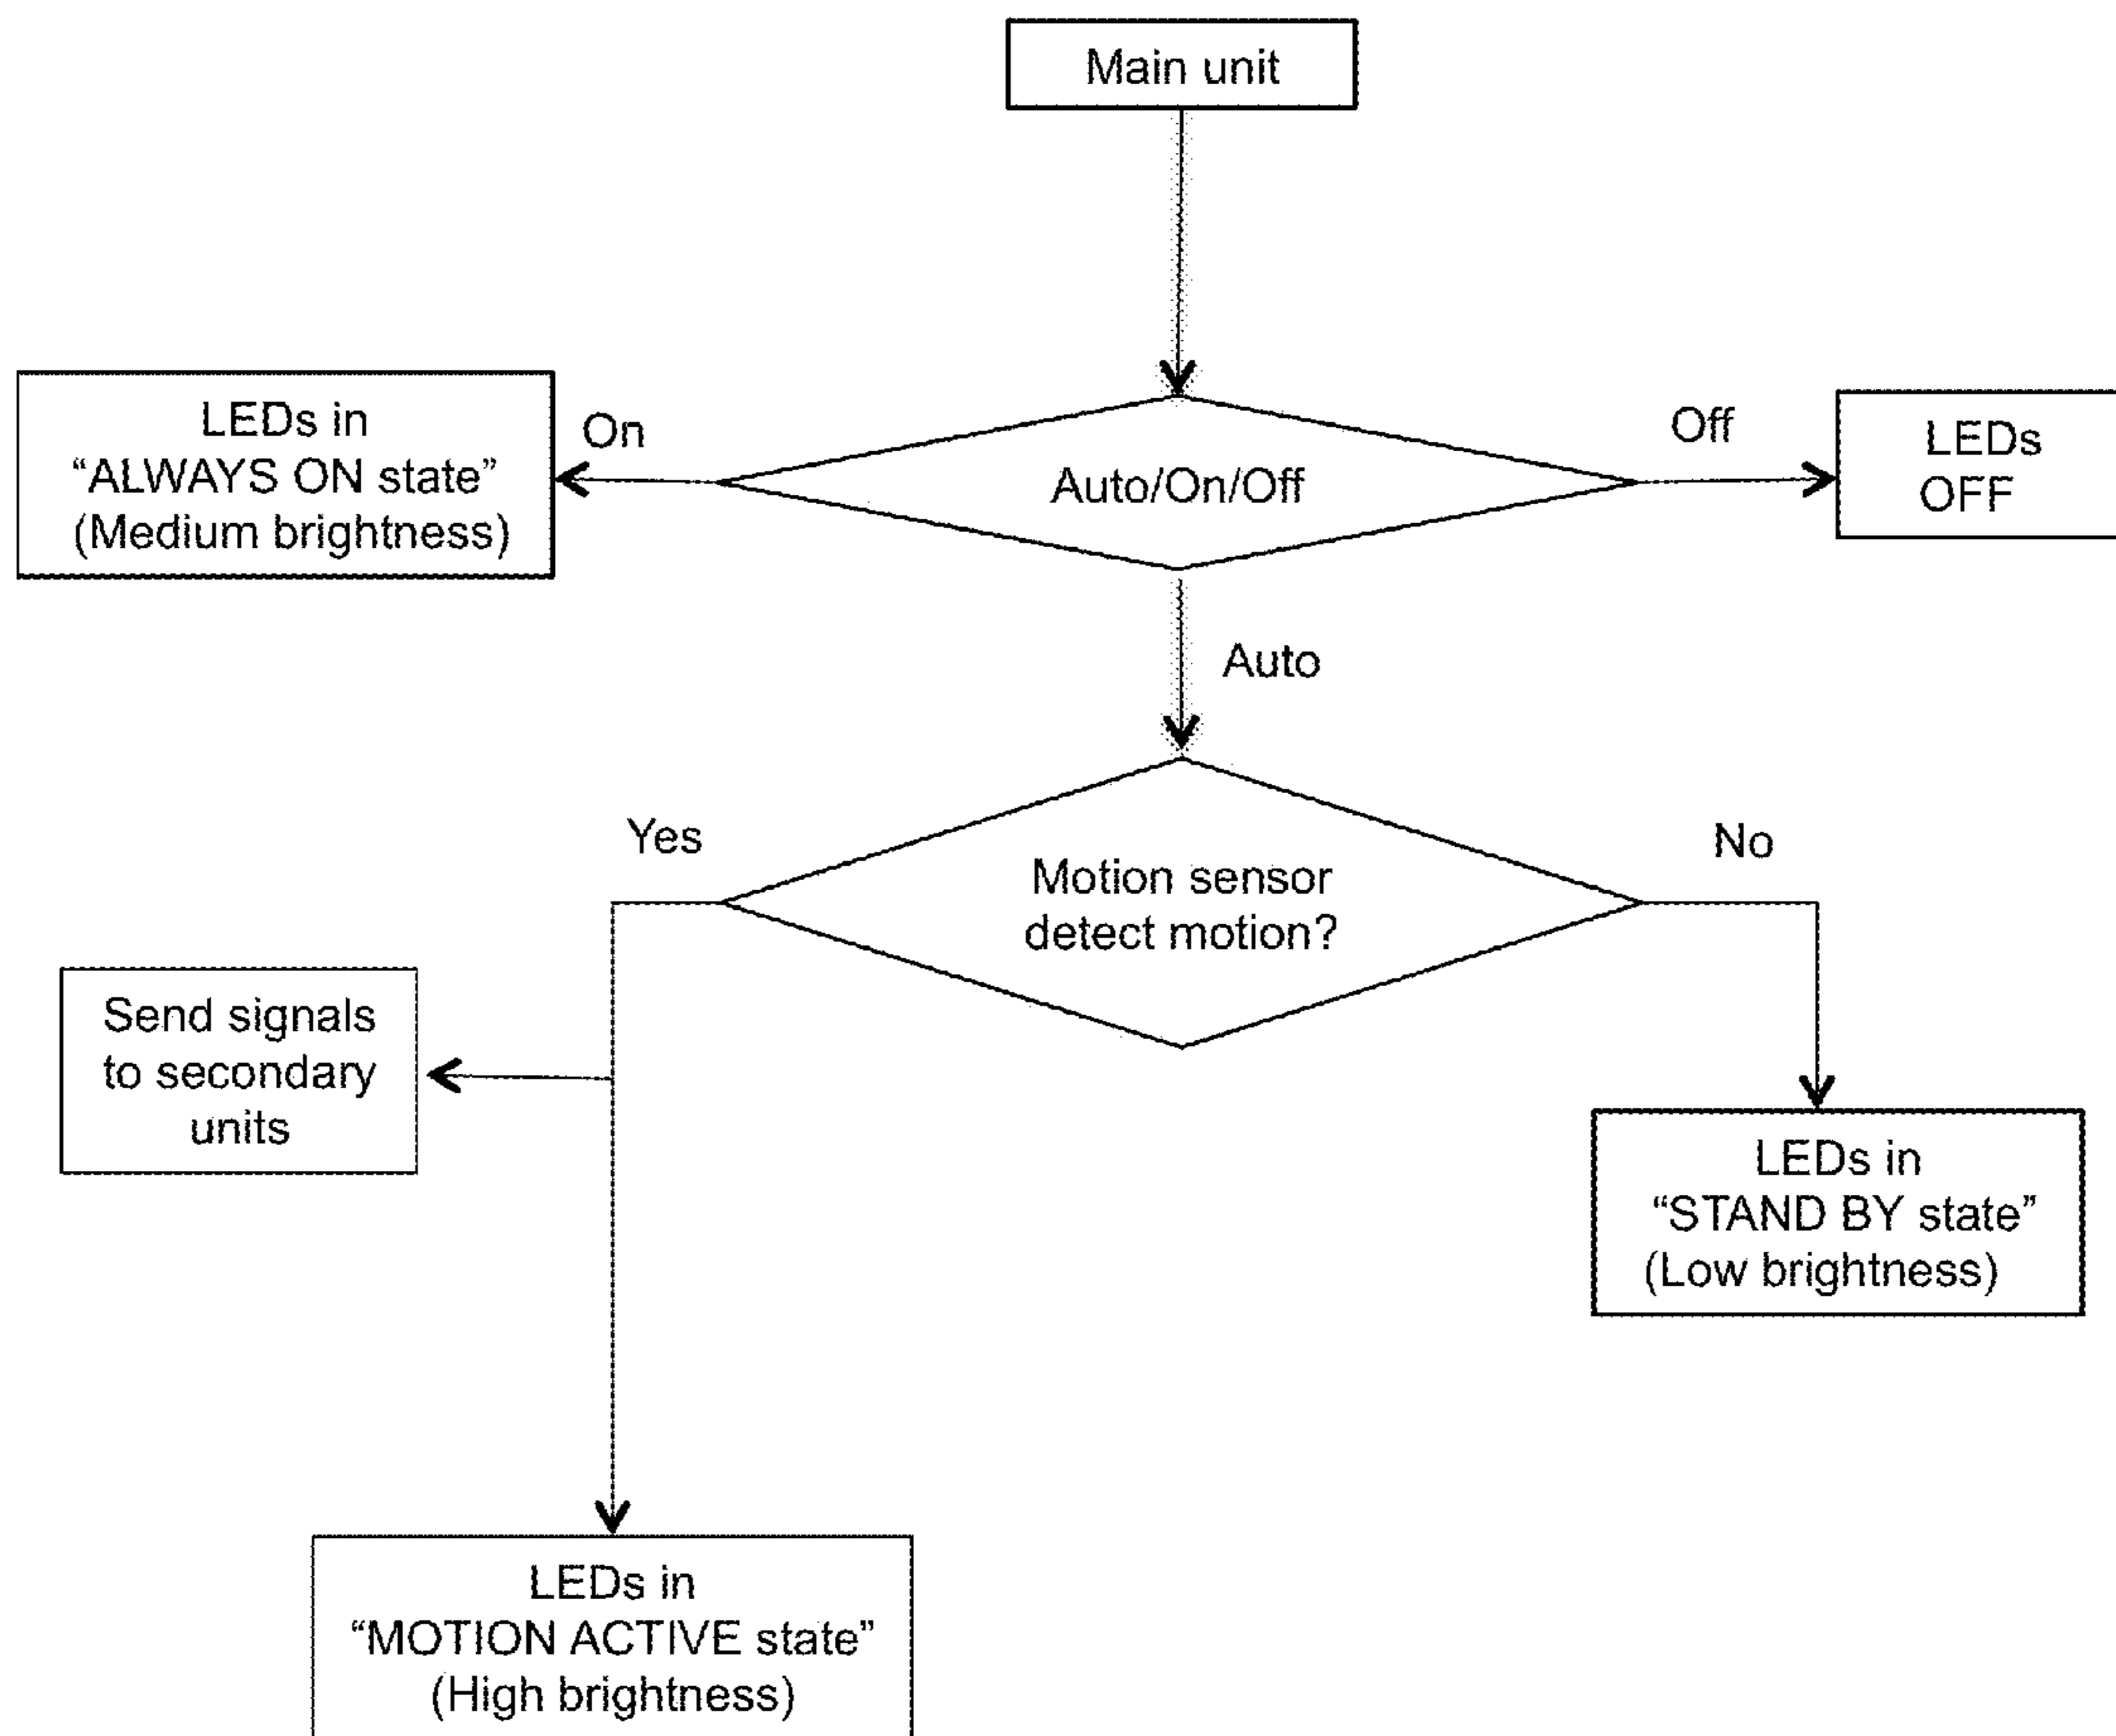 Main unit
LEDs in
“ALWAYS ON state”
(Medium brightness)
On
Auto/On/Off
Off
LEDs
OFF
Auto
Yes
Motion sensor
detect motion?
No
Send signals
to secondary
units
LEDs in
“STAND BY state”
(Low brightness)
LEDs in
“MOTION ACTIVE state”
(High brightness)